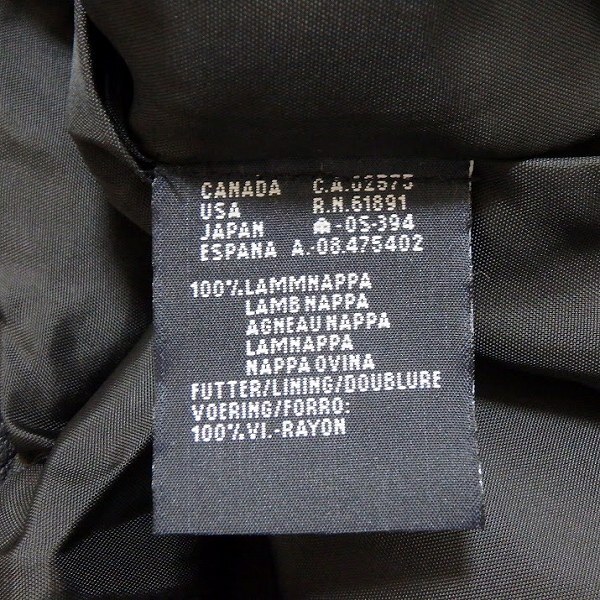 CANADA C.A.02575
USA R.N.61891
JAPAN -OS-394
ESPANA A.-08.475402
100% LAMMNAPPA
LAMB NAPPA
AGNEAU NAPPA
LAMNAPPA
NAPPA OVINA
FUTTER/LINING/DOUBLURE
VOERING/FORRO:
100% VI.-RAYON